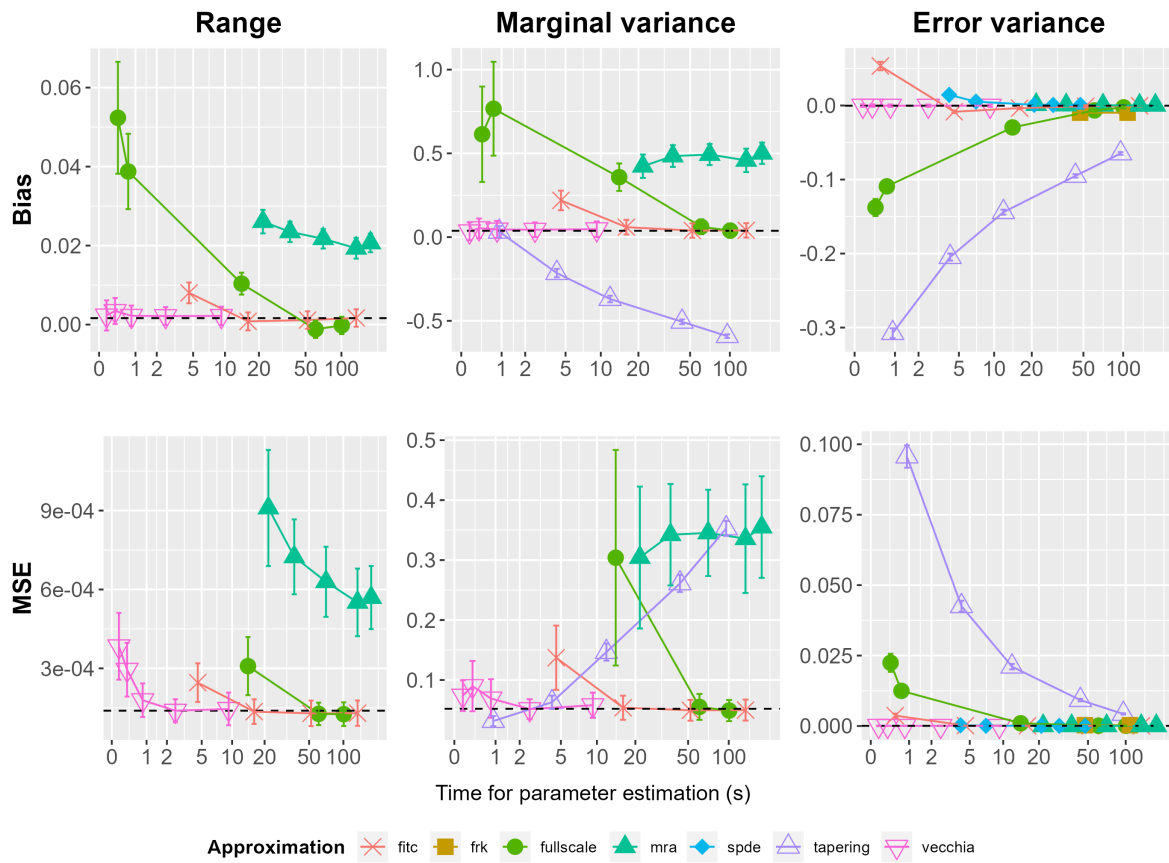 Range
Marginal variance
Error variance
Bias
0.06
0.04
0.02
0.00
0 1 2 5 10 20 50 100
1.0
0.5
0.0
-0.5
0 1 2 5 10 20 50 100
0.0
-0.1
-0.2
-0.3
0 1 2 5 10 20 50 100
MSE
9e-04
6e-04
3e-04
0 1 2 5 10 20 50 100
0.5
0.4
0.3
0.2
0.1
0 1 2 5 10 20 50 100
0.100
0.075
0.050
0.025
0.000
0 1 2 5 10 20 50 100
Time for parameter estimation (s)
Approximation fitc frk fullscale mra spde tapering vecchia